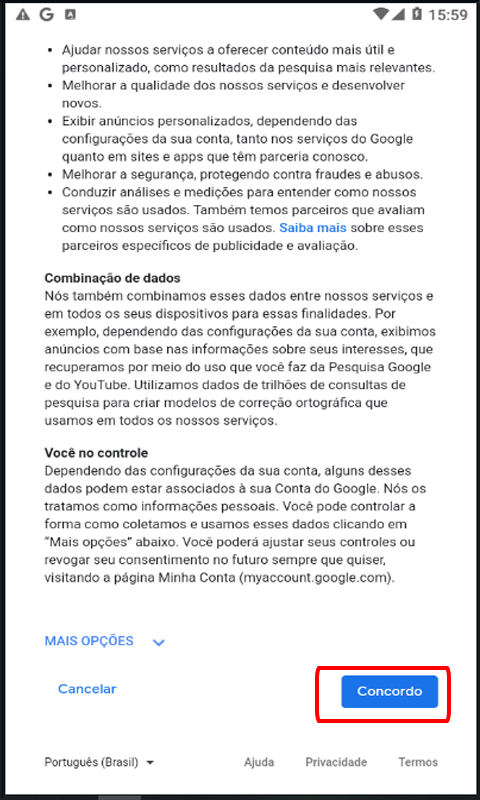 15:59
• Ajudar nossos serviços a oferecer conteúdo mais útil e
personalizado, como resultados da pesquisa mais relevantes.
• Melhorar a qualidade dos nossos serviços e desenvolver
novos.
• Exibir anúncios personalizados, dependendo das
configurações da sua conta, tanto nos serviços do Google
quanto em sites e apps que têm parceria conosco.
• Melhorar a segurança, protegendo contra fraudes e abusos.
• Conduzir análises e medições para entender como nossos
serviços são usados. Também temos parceiros que avaliam
como nossos serviços são usados. Saiba mais sobre esses
parceiros específicos de publicidade e avaliação.
Combinação de dados
Nós também combinamos esses dados entre nossos serviços e
em todos os seus dispositivos para essas finalidades. Por
exemplo, dependendo das configurações da sua conta, exibimos
anúncios com base nas informações sobre seus interesses, que
recuperamos por meio do uso que você faz da Pesquisa Google
e do YouTube. Utilizamos dados de trilhões de consultas de
pesquisa para criar modelos de correção ortográfica que
usamos em todos os nossos serviços.
Você no controle
Dependendo das configurações da sua conta, alguns desses
dados podem estar associados à sua Conta do Google. Nós os
tratamos como informações pessoais. Você pode controlar a
forma como coletamos e usamos esses dados clicando em
“Mais opções” abaixo. Você poderá ajustar seus controles ou
revogar seu consentimento no futuro sempre que quiser,
visitando a página Minha Conta (myaccount.google.com).
MAIS OPÇÕES
Cancelar Concordo
Português (Brasil) Ajuda Privacidade Termos